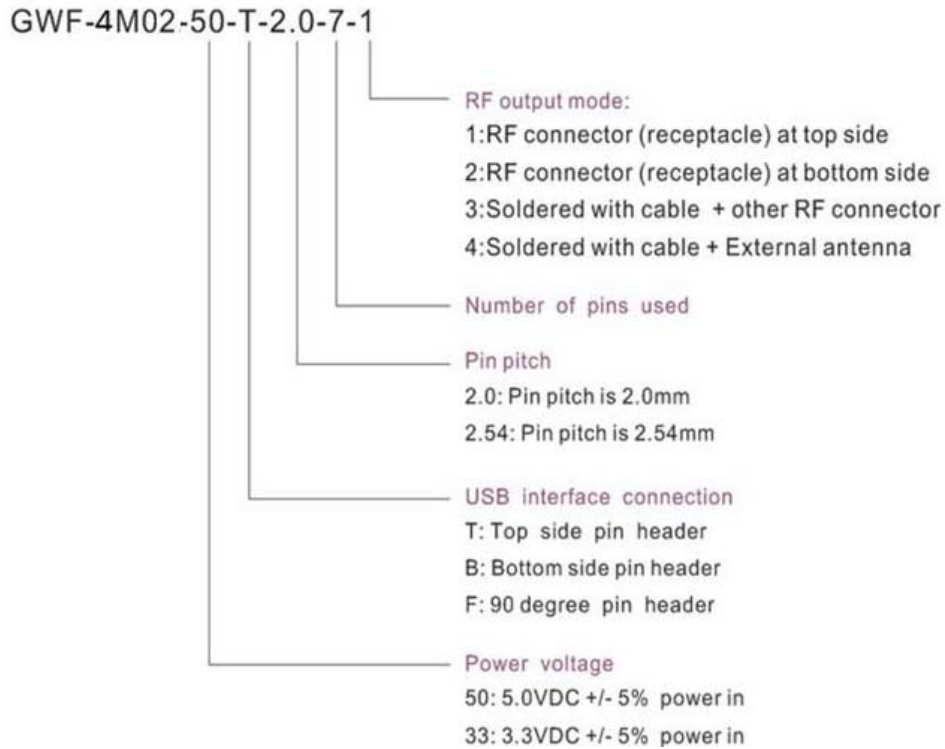 GWF-4M02-50-T-2.0-7-1
RF output mode:
1:RF connector (receptacle) at top side
2:RF connector (receptacle) at bottom side
3:Soldered with cable + other RF connector
4:Soldered with cable + External antenna
Number of pins used
Pin pitch
2.0: Pin pitch is 2.0mm
2.54: Pin pitch is 2.54mm
USB interface connection
T: Top side pin header
B: Bottom side pin header
F: 90 degree pin header
Power voltage
50: 5.0VDC +/- 5% power in
33: 3.3VDC +/- 5% power in